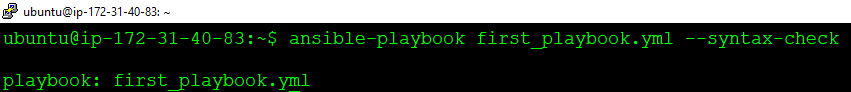 ubuntu@ip-172-31-40-83: ~
ubuntu@ip-172-31-40-83:~$ ansible-playbook first_playbook.yml --syntax-check
playbook: first_playbook.yml